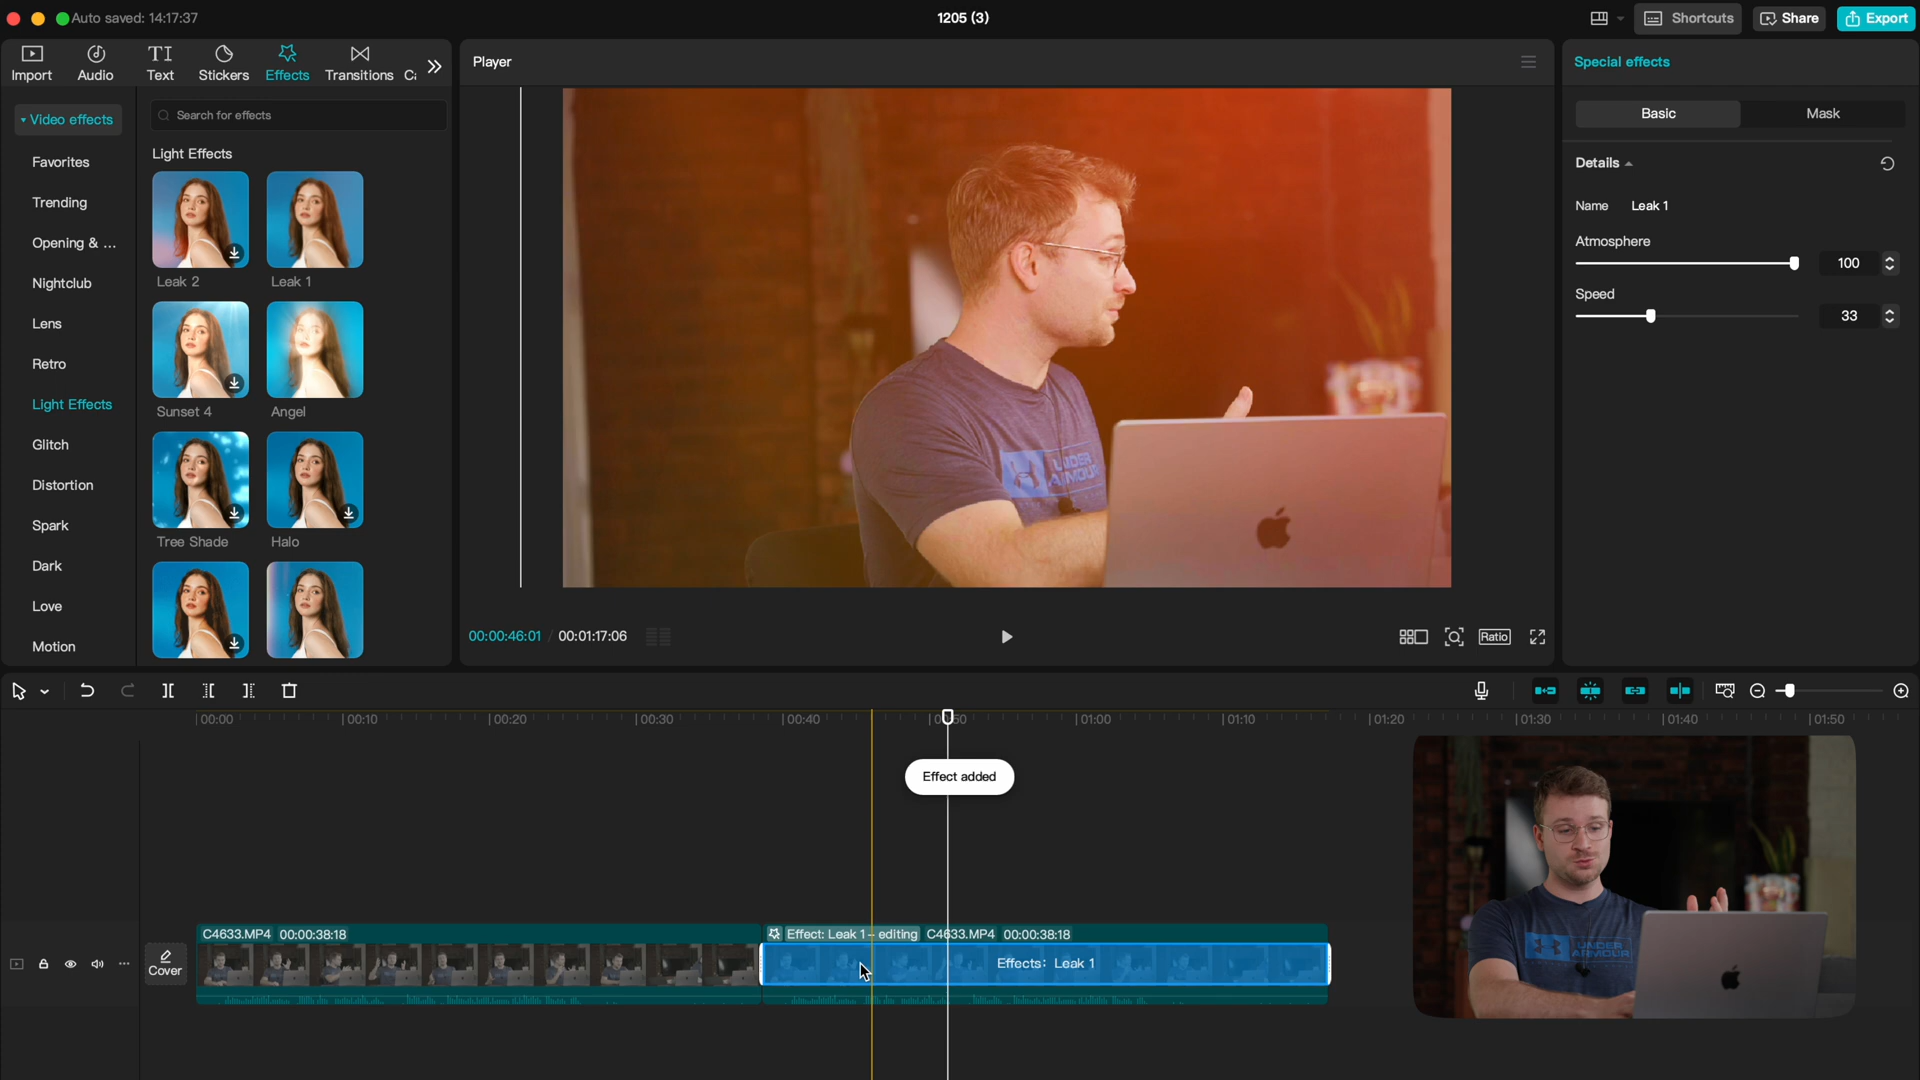 Auto saved: 14:17:37
1205 (3)
Shortcuts
Share
Export
Import
Audio
TI
Text
Stickers
Effects
Transitions
Player
Special effects
Video effects
Search for effects
Basic
Mask
Favorites
Light Effects
Details
Trending
Name
Leak 1
Opening & ...
Atmosphere
100
Leak 2
Leak 1
Nightclub
Speed
33
Lens
Retro
Light Effects
Sunset 4
Angel
Glitch
UNDER
ARMOUR
Distortion
Spark
Tree Shade
Halo
Dark
Love
Motion
00:00:46:01 / 00:01:17:06
Ratio
00:00
00:10
00:20
00:30
00:40
01:00
01:10
01:20
01:30
01:40
01:50
Effect added
C4633.MP4 00:00:38:18
Effect: Leak 1 - editing C4633.MP4 00:00:38:18
Cover
Effects: Leak 1